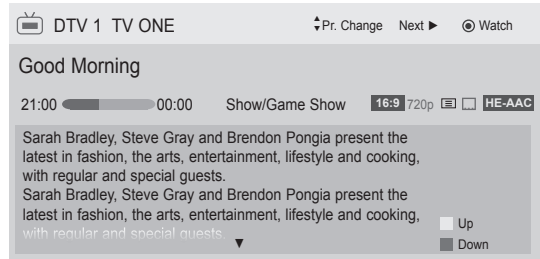 DTV 1 TV ONE Pr. Change Next ► Watch
Good Morning
21:00 00:00 Show/Game Show 16:9 720p HE-AAC
Sarah Bradley, Steve Gray and Brendon Pongia present the
latest in fashion, the arts, entertainment, lifestyle and cooking,
with regular and special guests.
Sarah Bradley, Steve Gray and Brendon Pongia present the
latest in fashion, the arts, entertainment, lifestyle and cooking,
with regular and special guests.
Up
Down